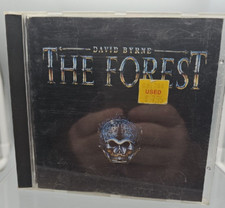 DAVID BYRNE
THE FOREST
USED